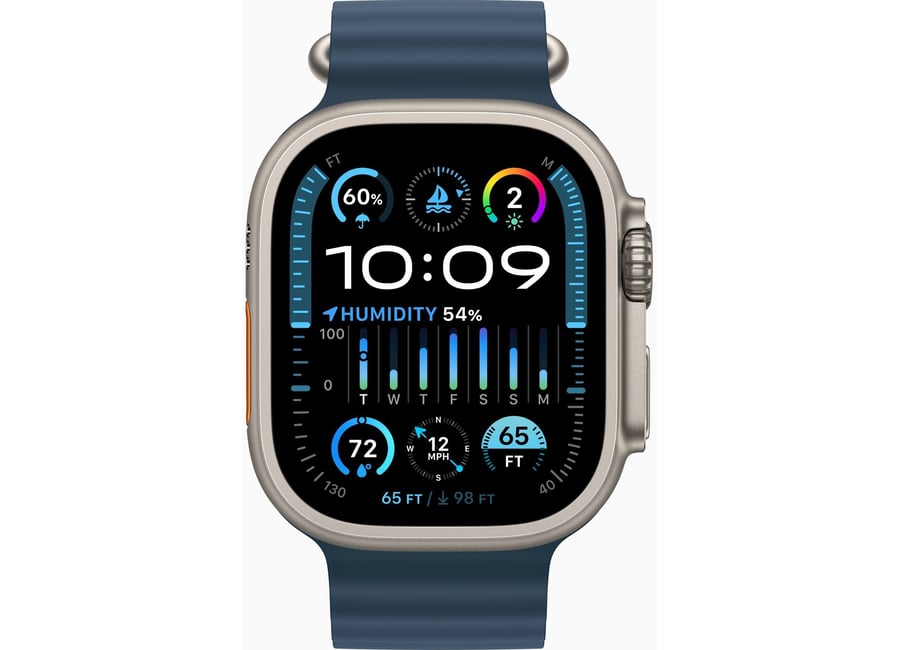 FT M
60% 2
10:09
HUMIDITY 54%
100
0
T W T F S S M
72 N W 12 MPH E S 65 FT
130 40
65 FT / ↓ 98 FT